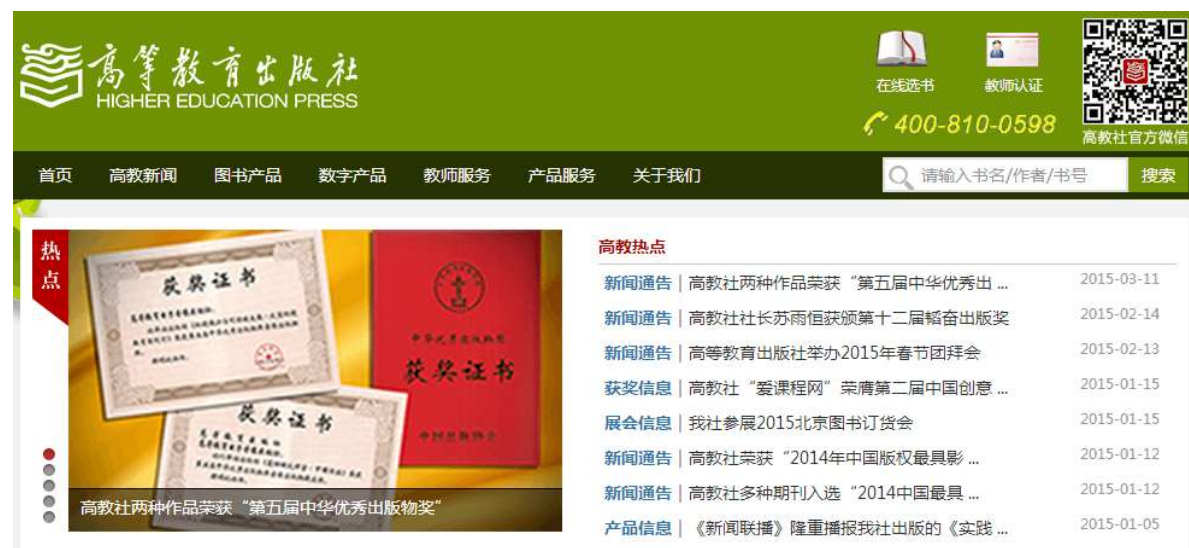 高等教育出版社
HIGHER EDUCATION PRESS
在线选书
教师认证
400-810-0598
高教社官方微信
首页 高教新闻 图书产品 数字产品 教师服务 产品服务 关于我们
请输入书名/作者/书号
搜索
热点
获奖证书
中华优秀出版物奖
获奖证书
中国出版协会
获奖证书
高教社两种作品荣获“第五届中华优秀出版物奖”
高教热点
新闻通告 | 高教社两种作品荣获“第五届中华优秀出 ... 2015-03-11
新闻通告 | 高教社社长苏雨恒获颁第十二届韬奋出版奖 2015-02-14
新闻通告 | 高等教育出版社举办2015年春节团拜会 2015-02-13
获奖信息 | 高教社“爱课程网”荣膺第二届中国创意 ... 2015-01-15
展会信息 | 我社参展2015北京图书订货会 2015-01-15
新闻通告 | 高教社荣获“2014年中国版权最具影 ... 2015-01-12
新闻通告 | 高教社多种期刊入选“2014中国最具 ... 2015-01-12
产品信息 | 《新闻联播》隆重播报我社出版的《实践 ... 2015-01-05